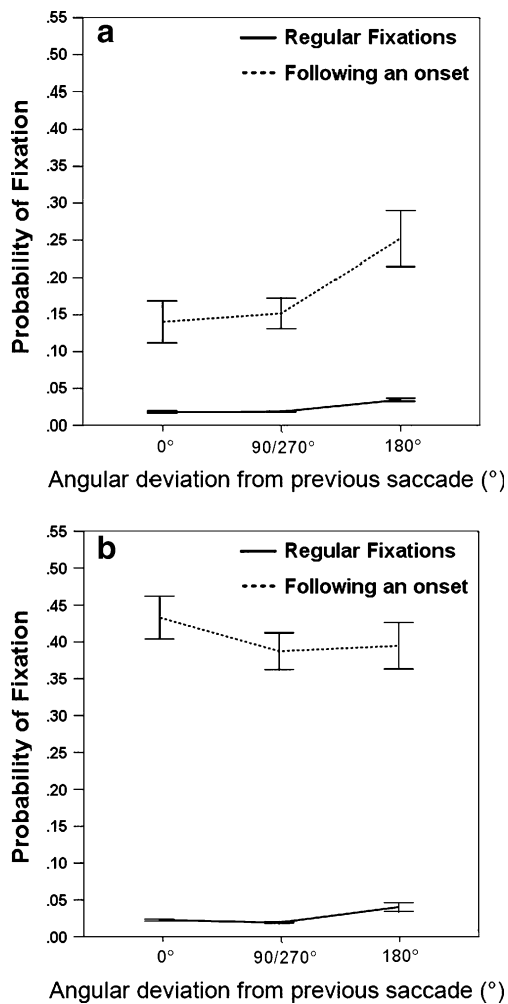 a
Regular Fixations
Following an onset
Probability of Fixation
.55
.50
.45
.40
.35
.30
.25
.20
.15
.10
.05
.00
0° 90/270° 180°
Angular deviation from previous saccade (°)
b
Regular Fixations
Following an onset
Probability of Fixation
.55
.50
.45
.40
.35
.30
.25
.20
.15
.10
.05
.00
0° 90/270° 180°
Angular deviation from previous saccade (°)